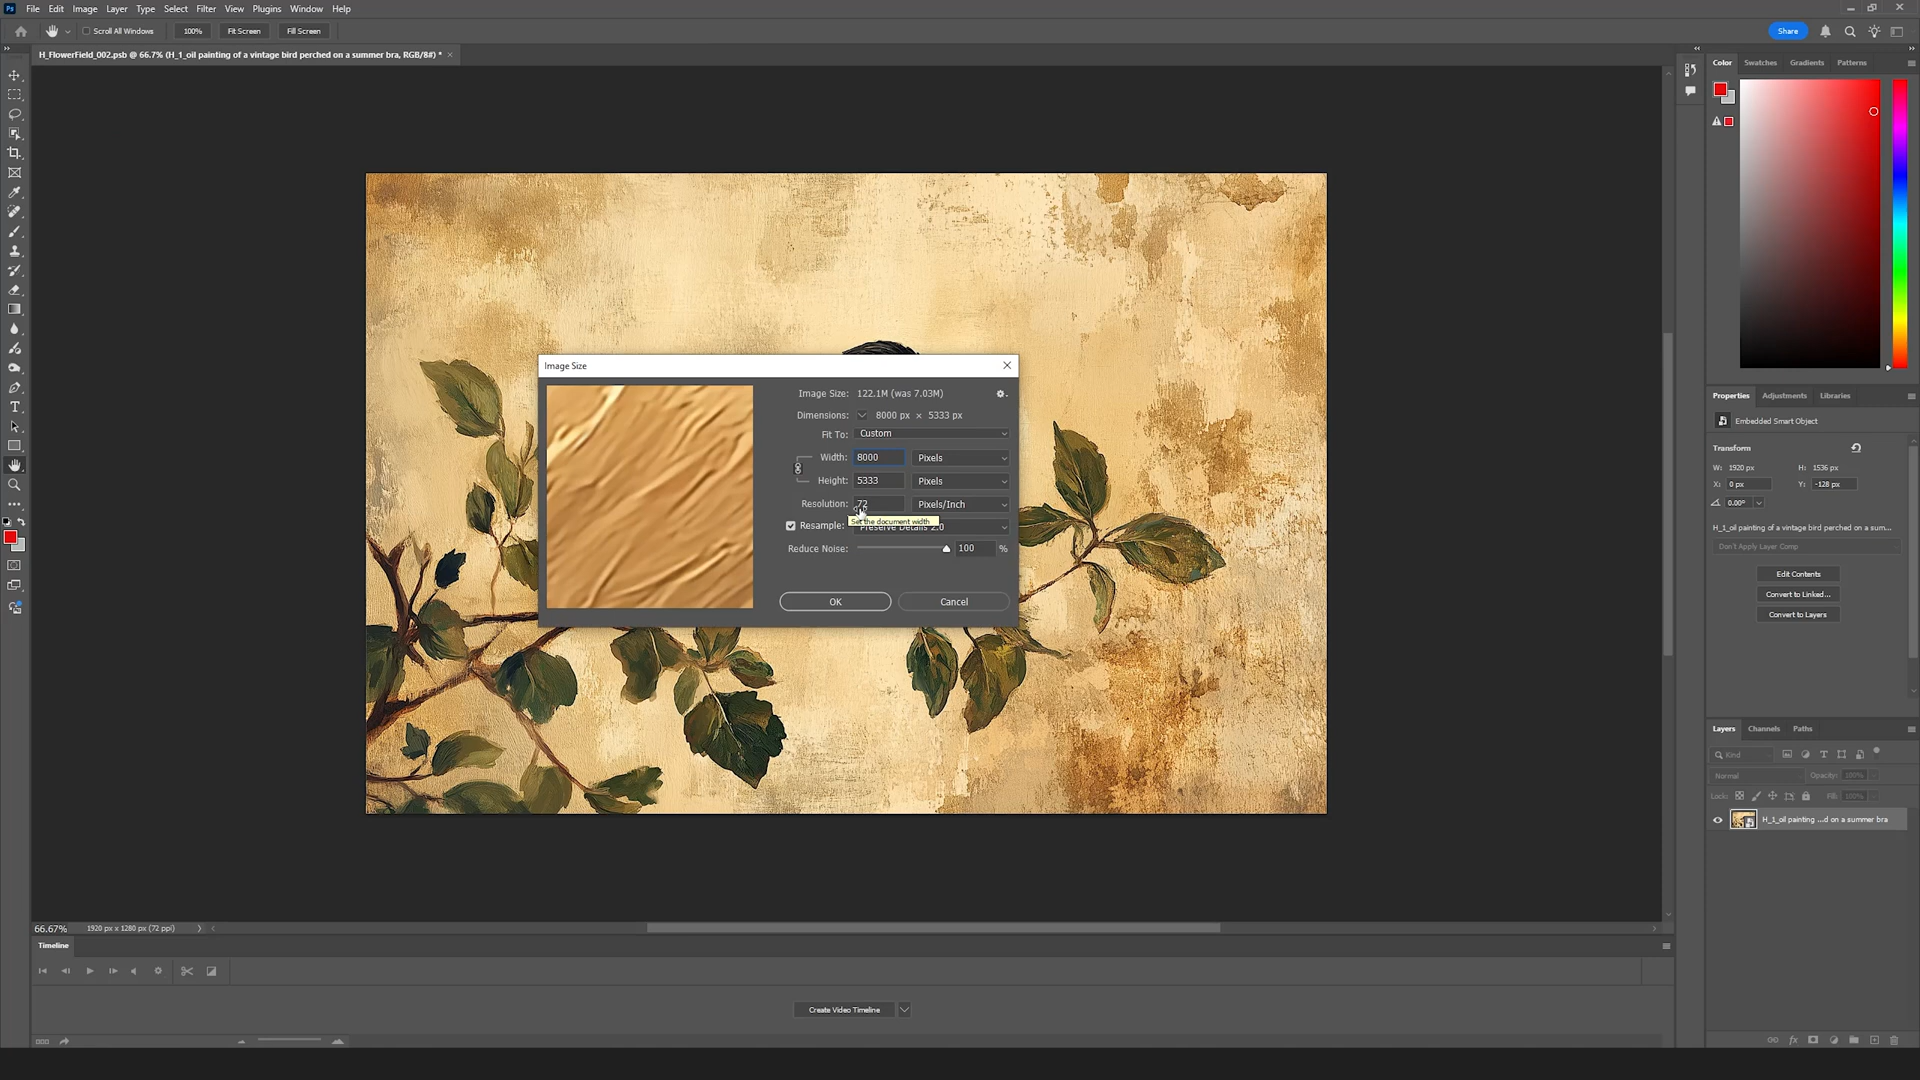 Ps File Edit Image Layer Type Select Filter View Plugins Window Help
Scroll All Windows 100% Fit Screen Fill Screen Share
H_FlowerField_002.psb @ 66.7% (H_1_oil painting of a vintage bird perched on a summer bra, RGB/8#) *
Color Swatches Gradients Patterns
Image Size
Image Size: 122.1M (was 7.03M)
Dimensions: 8000 px × 5333 px
Fit To: Custom
Width: 8000 Pixels
Height: 5333 Pixels
Resolution: 72 Pixels/Inch
Set the document width
Resample: Preserve Details 2.0
Reduce Noise: 100 %
OK Cancel
Properties Adjustments Libraries
Embedded Smart Object
Transform
W: 1920 px H: 1536 px
X: 0 px Y: -128 px
0.00°
H_1_oil painting of a vintage bird perched on a sum...
Don't Apply Layer Comp
Edit Contents
Convert to Linked...
Convert to Layers
Layers Channels Paths
Kind
Normal Opacity: 100%
Lock: Fill: 100%
H_1_oil painting ...d on a summer bra
66.67% 1920 px x 1280 px (72 ppi)
Timeline
Create Video Timeline